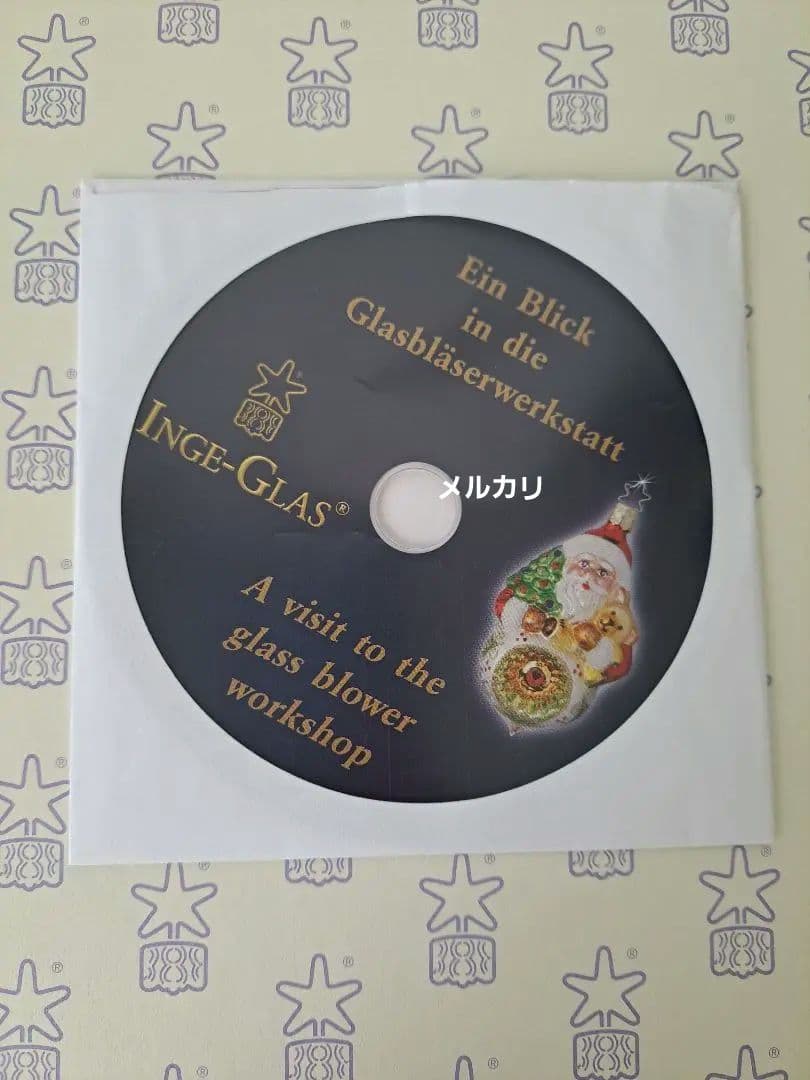 Ein Blick
in die
Glasbläserwerkstatt
INGE-GLAS®
メルカリ
A visit to the
glass blower
workshop